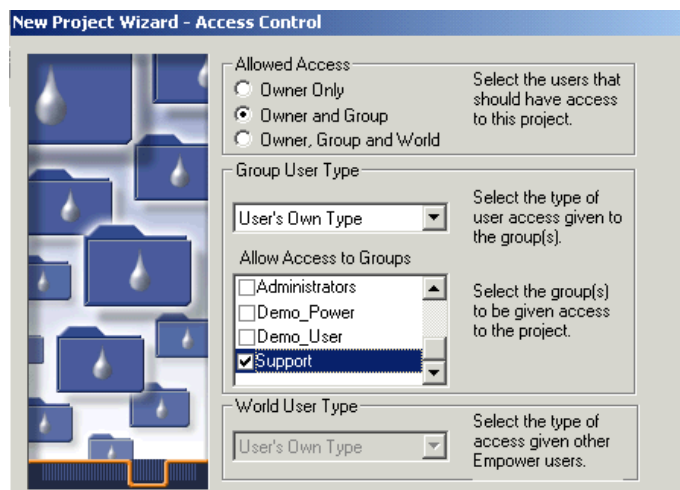 New Project Wizard - Access Control
Allowed Access
Owner Only
Owner and Group
Owner, Group and World
Select the users that
should have access
to this project.
Group User Type
User's Own Type
Select the type of
user access given to
the group(s).
Allow Access to Groups
Administrators
Demo_Power
Demo_User
Support
Select the group(s)
to be given access
to the project.
World User Type
User's Own Type
Select the type of
access given other
Empower users.